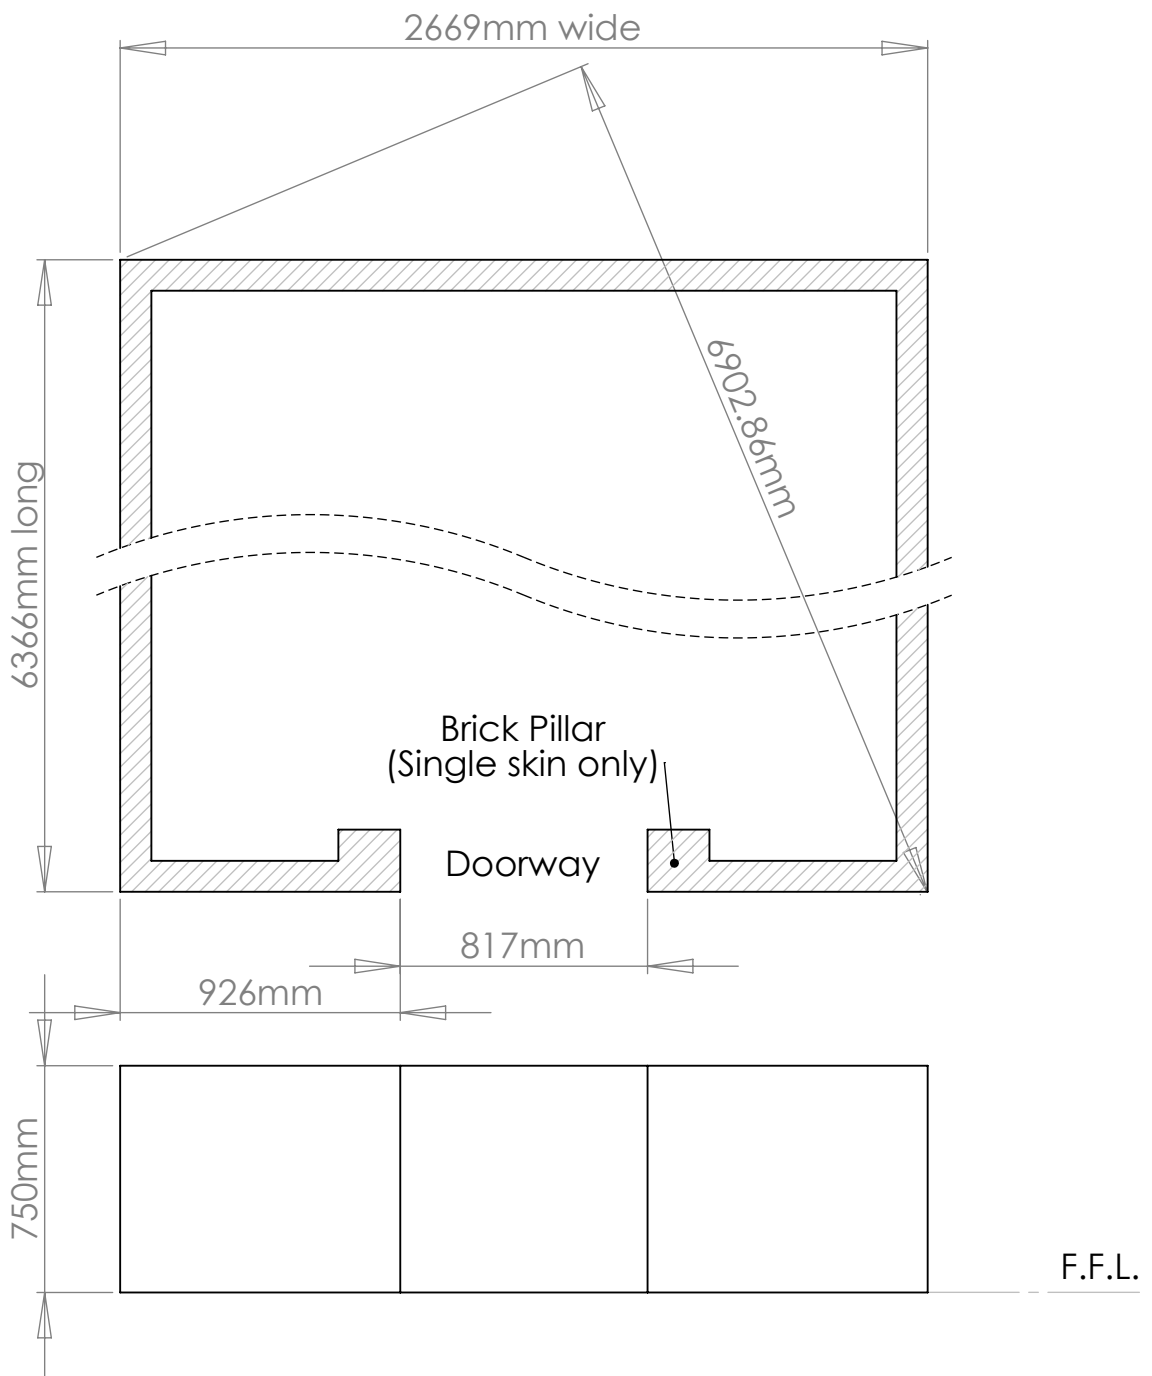 2669mm wide
6902.86mm
6366mm long
Brick Pillar
(Single skin only)
Doorway
817mm
926mm
750mm
F.F.L.